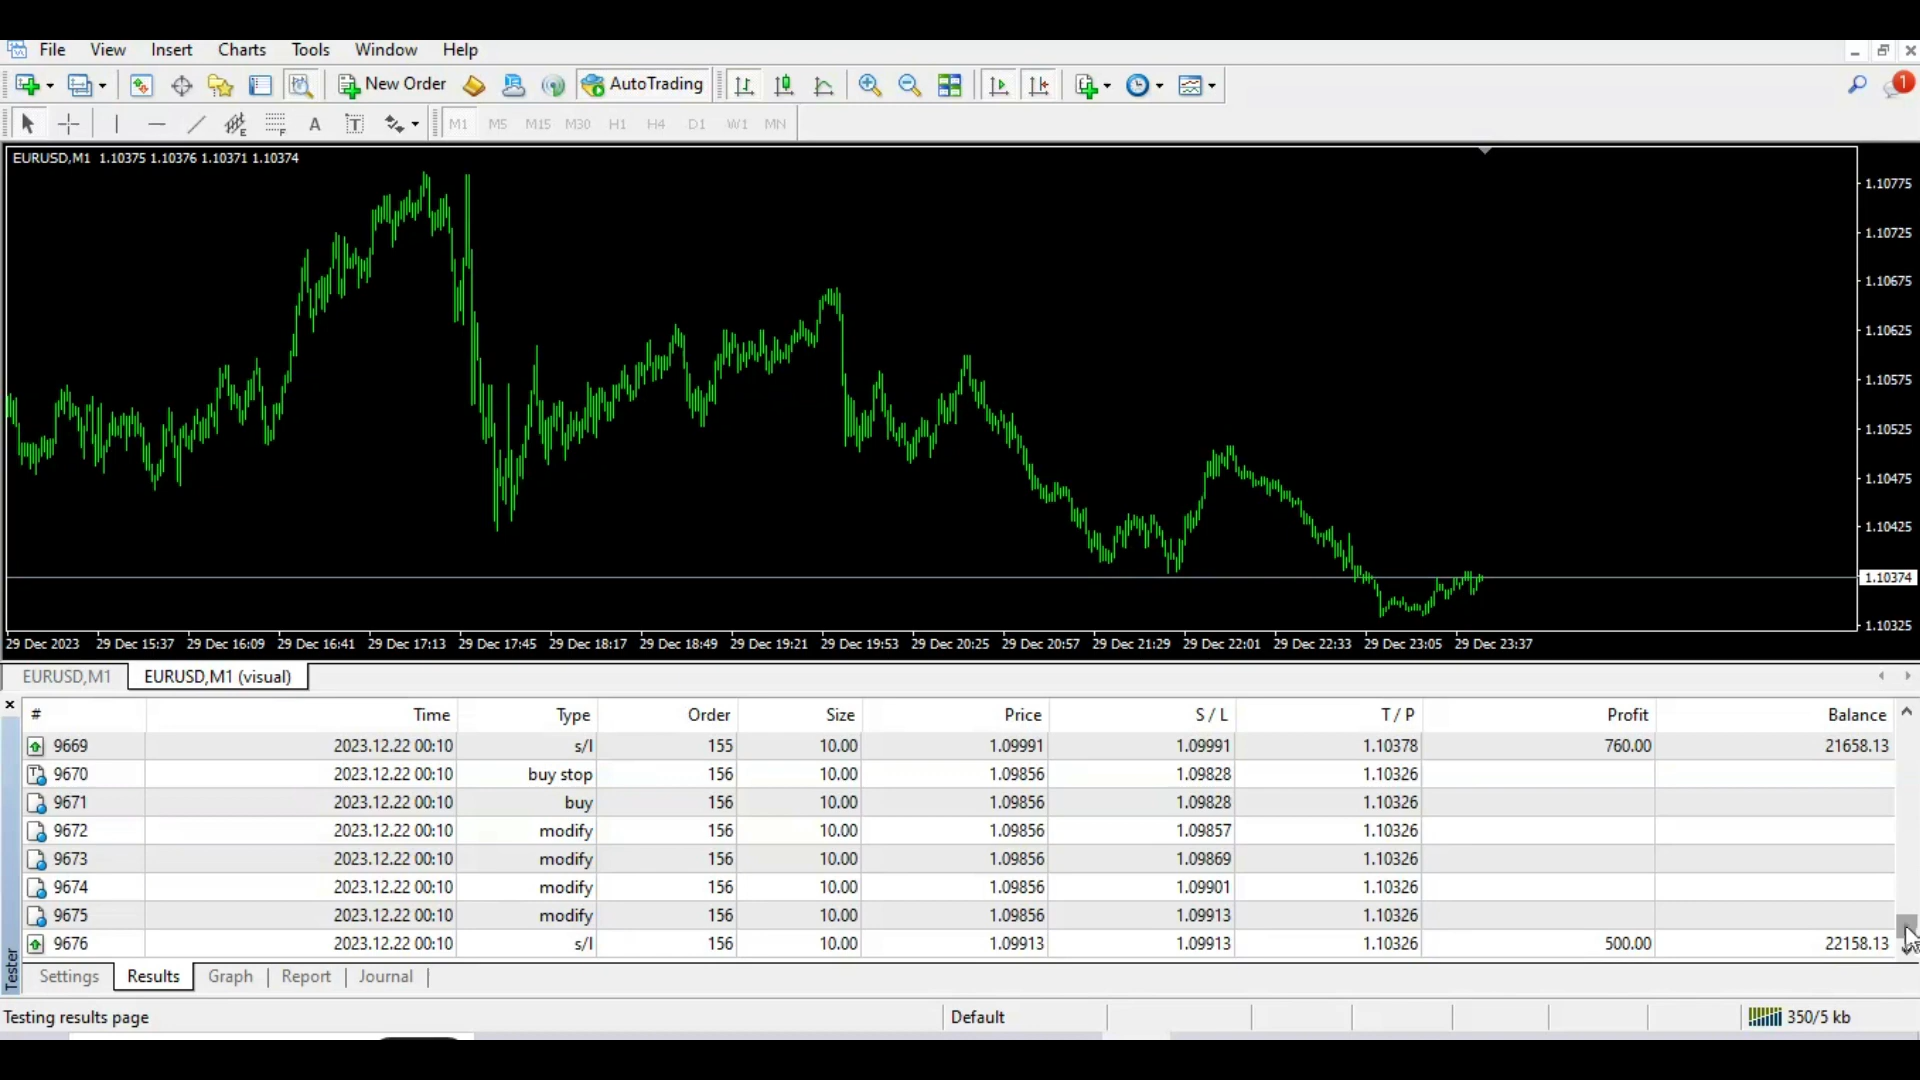 File View Insert Charts Tools Window Help
New Order AutoTrading 1
E F A T M1 M5 M15 M30 H1 H4 D1 W1 MN
EURUSD,M1 1.10375 1.10376 1.10371 1.10374
1.10775
1.10725
1.10675
1.10625
1.10575
1.10525
1.10475
1.10425
1.10374
1.10325
29 Dec 2023 29 Dec 15:37 29 Dec 16:09 29 Dec 16:41 29 Dec 17:13 29 Dec 17:45 29 Dec 18:17 29 Dec 18:49 29 Dec 19:21 29 Dec 19:53 29 Dec 20:25 29 Dec 20:57 29 Dec 21:29 29 Dec 22:01 29 Dec 22:33 29 Dec 23:05 29 Dec 23:37
EURUSD,M1 EURUSD,M1 (visual)
# Time Type Order Size Price S / L T / P Profit Balance
9669 2023.12.22 00:10 s/l 155 10.00 1.09991 1.09991 1.10378 760.00 21658.13
9670 2023.12.22 00:10 buy stop 156 10.00 1.09856 1.09828 1.10326
9671 2023.12.22 00:10 buy 156 10.00 1.09856 1.09828 1.10326
9672 2023.12.22 00:10 modify 156 10.00 1.09856 1.09857 1.10326
9673 2023.12.22 00:10 modify 156 10.00 1.09856 1.09869 1.10326
9674 2023.12.22 00:10 modify 156 10.00 1.09856 1.09901 1.10326
9675 2023.12.22 00:10 modify 156 10.00 1.09856 1.09913 1.10326
9676 2023.12.22 00:10 s/l 156 10.00 1.09913 1.09913 1.10326 500.00 22158.13
Tester
Settings Results Graph Report Journal
Testing results page Default 350/5 kb